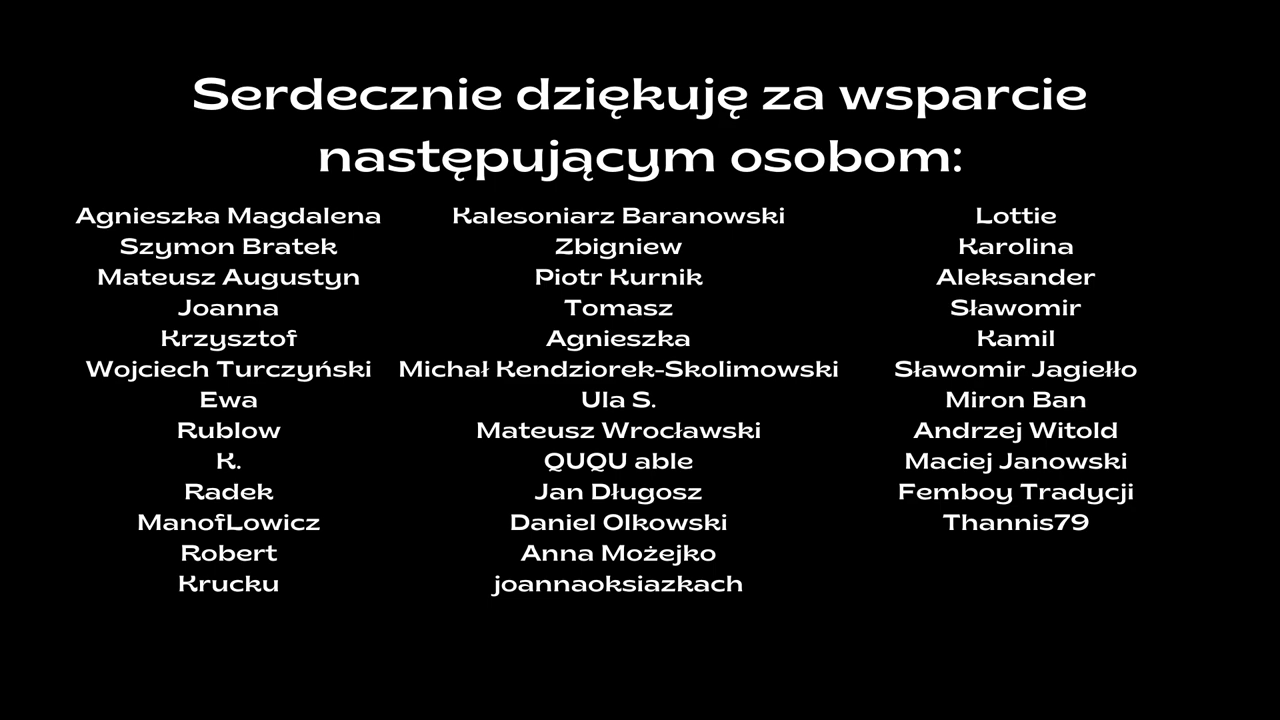 Serdecznie dziękuję za wsparcie
następującym osobom:
Agnieszka Magdalena
Szymon Bratek
Mateusz Augustyn
Joanna
Krzysztof
Wojciech Turczyński
Ewa
Rublow
K.
Radek
ManofLowicz
Robert
Krucku
Kalesoniarz Baranowski
Zbigniew
Piotr Kurnik
Tomasz
Agnieszka
Michał Kendziorek-Skolimowski
Ula S.
Mateusz Wrocławski
QUQU able
Jan Długosz
Daniel Olkowski
Anna Możejko
joannaoksiazkach
Lottie
Karolina
Aleksander
Sławomir
Kamil
Sławomir Jagiełło
Miron Ban
Andrzej Witold
Maciej Janowski
Femboy Tradycji
Thannis79